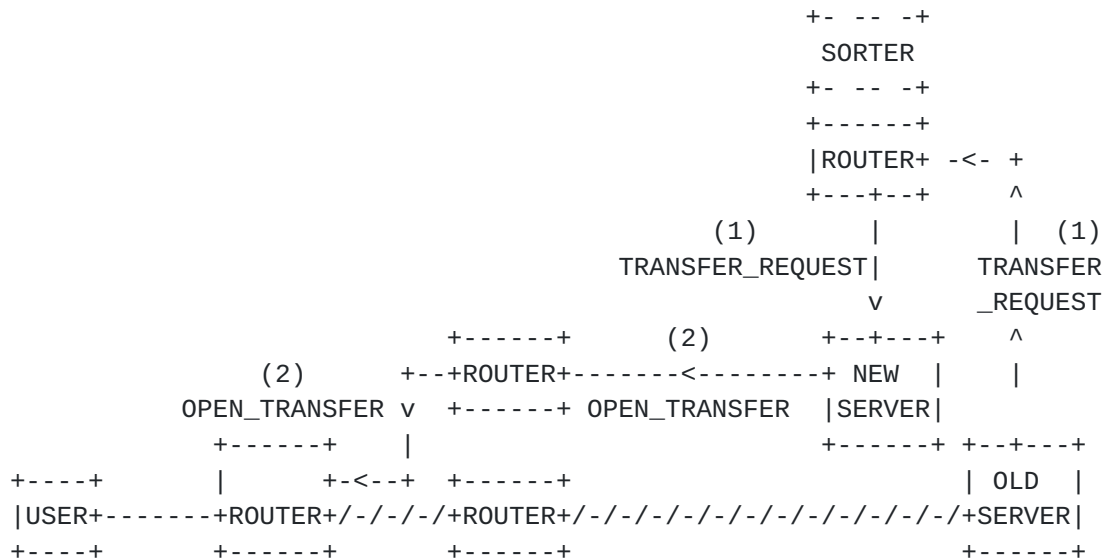 +- -- -+
                                             SORTER
                                            +- -- -+
                                            +------+
                                            |ROUTER+ -<- +
                                            +---+--+     ^
                                       (1)      |       |  (1)
                                  TRANSFER_REQUEST|     TRANSFER
                                                v     _REQUEST
                         +------+     (2)      +--+---+    ^
              (2)     +--+ROUTER+-------<--------+ NEW  |    |
          OPEN_TRANSFER v  +------+ OPEN_TRANSFER  |SERVER|
            +------+    |                       +------+ +--+---+
+----+      |      +-<--+  +------+                      | OLD  |
|USER+-------+ROUTER+/-/-/-/+ROUTER+/-/-/-/-/-/-/-/-/-/-/-/+SERVER|
+----+      +------+      +------+                      +------+